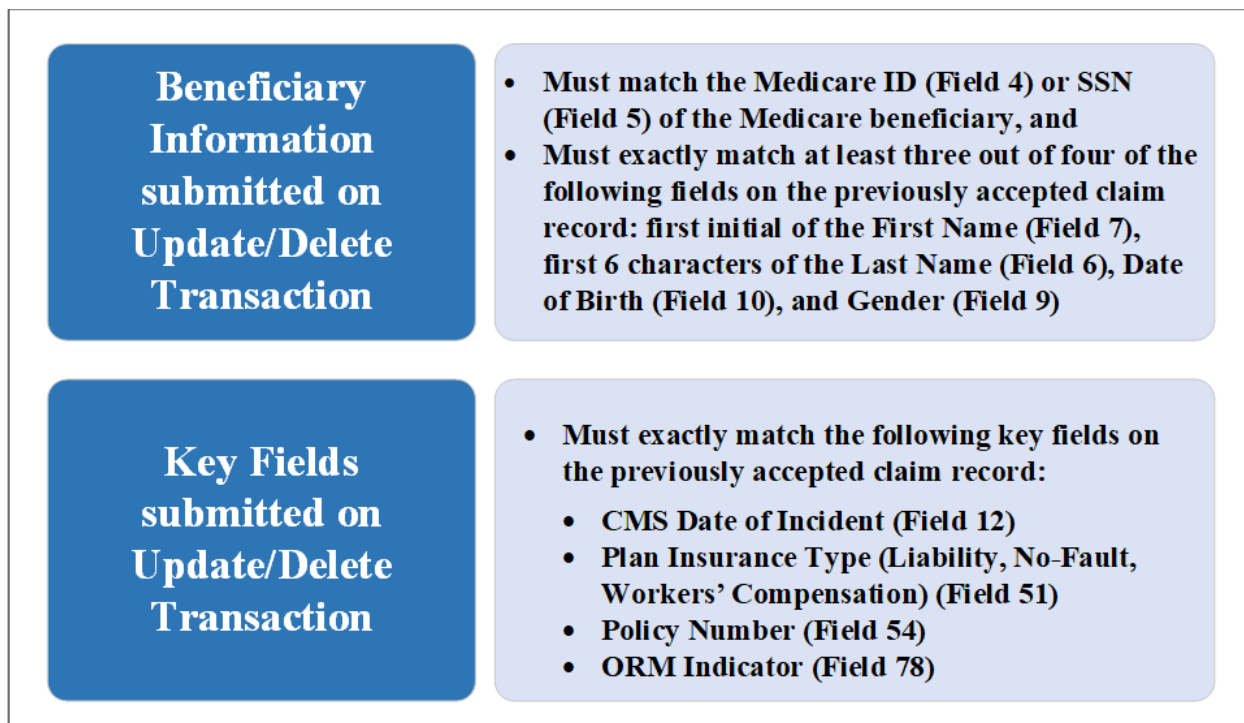 Beneficiary
Information
submitted on
Update/Delete
Transaction
• Must match the Medicare ID (Field 4) or SSN
(Field 5) of the Medicare beneficiary, and
• Must exactly match at least three out of four of the
following fields on the previously accepted claim
record: first initial of the First Name (Field 7),
first 6 characters of the Last Name (Field 6), Date
of Birth (Field 10), and Gender (Field 9)
Key Fields
submitted on
Update/Delete
Transaction
• Must exactly match the following key fields on
the previously accepted claim record:
• CMS Date of Incident (Field 12)
• Plan Insurance Type (Liability, No-Fault,
Workers’ Compensation) (Field 51)
• Policy Number (Field 54)
• ORM Indicator (Field 78)